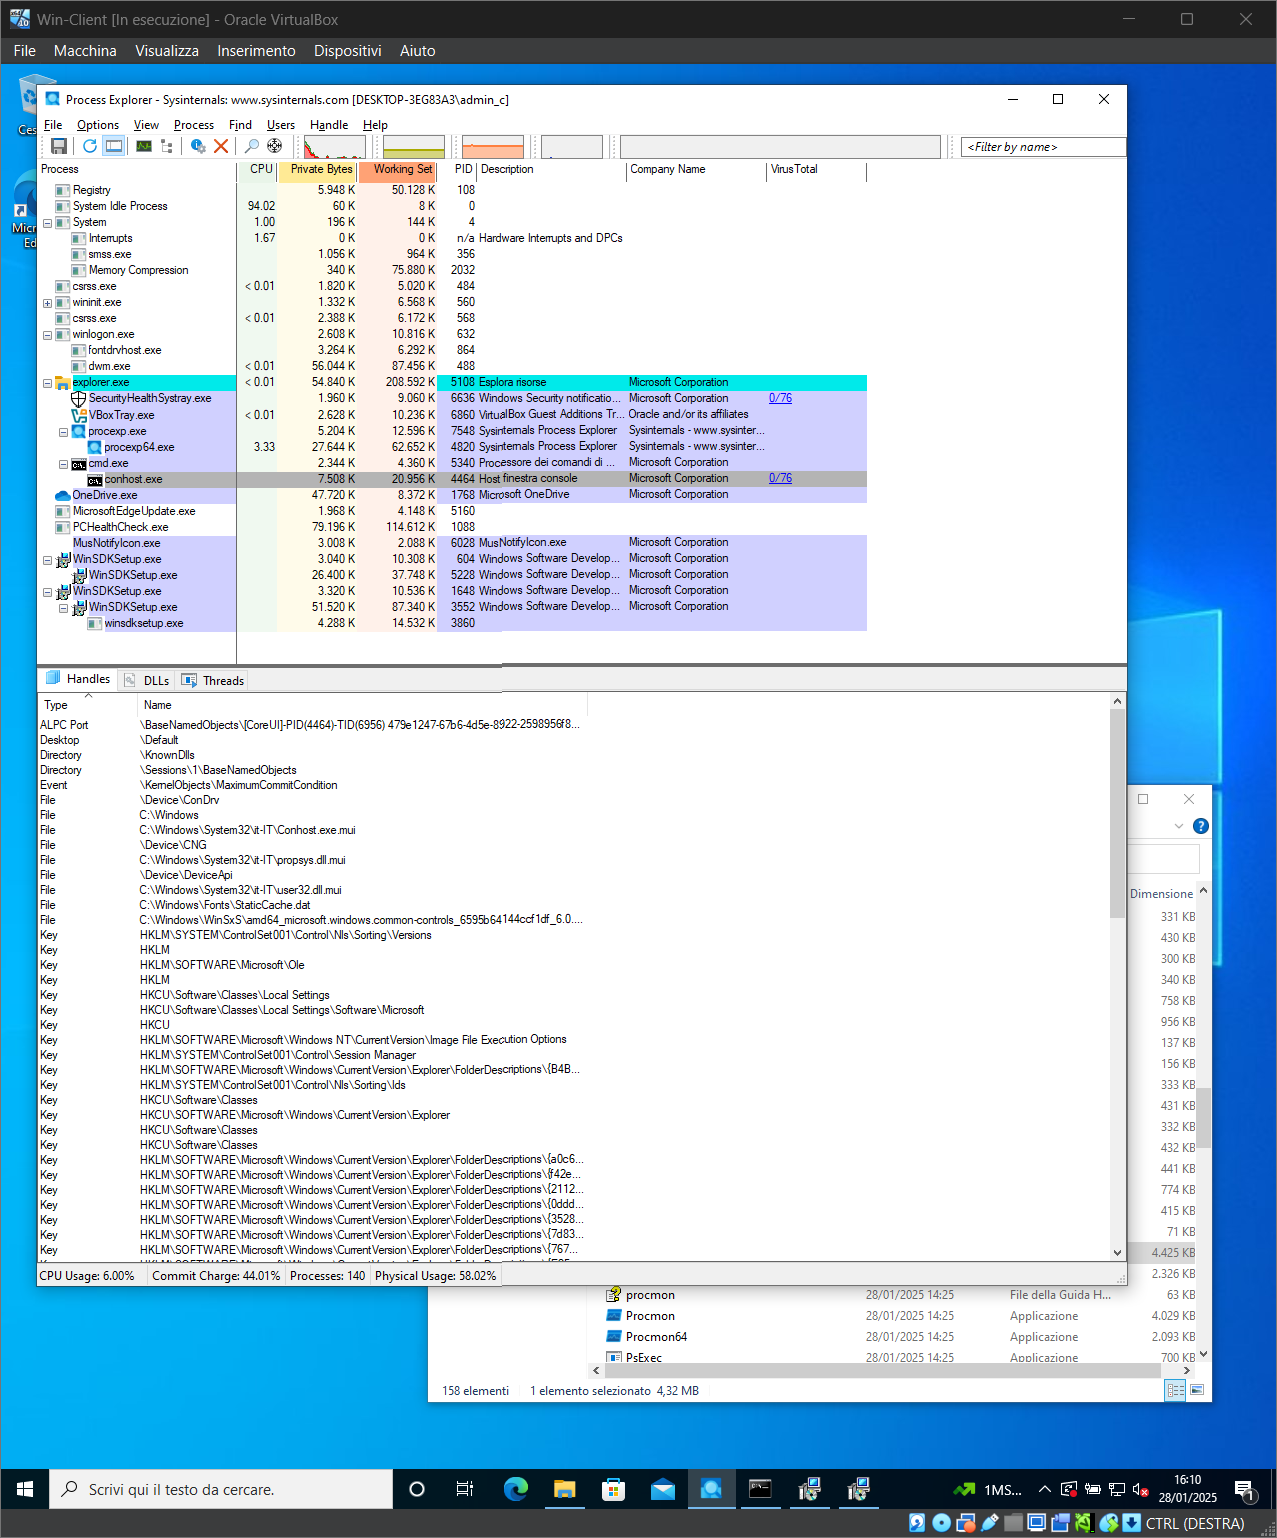 Win-Client [In esecuzione] - Oracle VirtualBox
File Macchina Visualizza Inserimento Dispositivi Aiuto
Process Explorer - Sysinternals: www.sysinternals.com [DESKTOP-3EG83A3\admin_c]
File Options View Process Find Users Handle Help
<Filter by name>
Process CPU Private Bytes Working Set PID Description Company Name VirusTotal
Registry 5.948 K 50.128 K 108
System Idle Process 94.02 60 K 8 K 0
System 1.00 196 K 144 K 4
Interrupts 1.67 0 K 0 K n/a Hardware Interrupts and DPCs
smss.exe 1.056 K 964 K 356
Memory Compression 340 K 75.880 K 2032
csrss.exe < 0.01 1.820 K 5.020 K 484
wininit.exe 1.332 K 6.568 K 560
csrss.exe < 0.01 2.388 K 6.172 K 568
winlogon.exe 2.608 K 10.816 K 632
fontdrvhost.exe 3.264 K 6.292 K 864
dwm.exe < 0.01 56.044 K 87.456 K 488
explorer.exe < 0.01 54.840 K 208.592 K 5108 Esplora risorse Microsoft Corporation
SecurityHealthSystray.exe 1.960 K 9.060 K 6636 Windows Security notificatio... Microsoft Corporation 0/76
VBoxTray.exe < 0.01 2.628 K 10.236 K 6860 VirtualBox Guest Additions Tr... Oracle and/or its affiliates
procexp.exe 5.204 K 12.596 K 7548 Sysinternals Process Explorer Sysinternals - www.sysinter...
procexp64.exe 3.33 27.644 K 62.652 K 4820 Sysinternals Process Explorer Sysinternals - www.sysinter...
cmd.exe 2.344 K 4.360 K 5340 Processore dei comandi di ... Microsoft Corporation
conhost.exe 7.508 K 20.956 K 4464 Host finestra console Microsoft Corporation 0/76
OneDrive.exe 47.720 K 8.372 K 1768 Microsoft OneDrive Microsoft Corporation
MicrosoftEdgeUpdate.exe 1.968 K 4.148 K 5160
PCHealthCheck.exe 79.196 K 114.612 K 1088
MusNotifyIcon.exe 3.008 K 2.088 K 6028 MusNotifyIcon.exe Microsoft Corporation
WinSDKSetup.exe 3.040 K 10.308 K 604 Windows Software Develop... Microsoft Corporation
WinSDKSetup.exe 26.400 K 37.748 K 5228 Windows Software Develop... Microsoft Corporation
WinSDKSetup.exe 3.320 K 10.536 K 1648 Windows Software Develop... Microsoft Corporation
WinSDKSetup.exe 51.520 K 87.340 K 3552 Windows Software Develop... Microsoft Corporation
winsdksetup.exe 4.288 K 14.532 K 3860
Handles DLLs Threads
Type Name
ALPC Port \BaseNamedObjects\[CoreUI]-PID(4464)-TID(6956) 479e1247-67b6-4d5e-8922-2598956f8...
Desktop \Default
Directory \KnownDlls
Directory \Sessions\1\BaseNamedObjects
Event \KernelObjects\MaximumCommitCondition
File \Device\ConDrv
File C:\Windows
File C:\Windows\System32\it-IT\Conhost.exe.mui
File \Device\CNG
File C:\Windows\System32\it-IT\propsys.dll.mui
File \Device\DeviceApi
File C:\Windows\System32\it-IT\user32.dll.mui
File C:\Windows\Fonts\StaticCache.dat
File C:\Windows\WinSxS\amd64_microsoft.windows.common-controls_6595b64144ccf1df_6.0....
Key HKLM\SYSTEM\ControlSet001\Control\Nls\Sorting\Versions
Key HKLM
Key HKLM\SOFTWARE\Microsoft\Ole
Key HKLM
Key HKCU\Software\Classes\Local Settings
Key HKCU\Software\Classes\Local Settings\Software\Microsoft
Key HKCU
Key HKLM\SOFTWARE\Microsoft\Windows NT\CurrentVersion\Image File Execution Options
Key HKLM\SYSTEM\ControlSet001\Control\Session Manager
Key HKLM\SOFTWARE\Microsoft\Windows\CurrentVersion\Explorer\FolderDescriptions\{B4B...
Key HKLM\SYSTEM\ControlSet001\Control\Nls\Sorting\Ids
Key HKCU\Software\Classes
Key HKCU\SOFTWARE\Microsoft\Windows\CurrentVersion\Explorer
Key HKCU\Software\Classes
Key HKCU\Software\Classes
Key HKLM\SOFTWARE\Microsoft\Windows\CurrentVersion\Explorer\FolderDescriptions\{a0c6...
Key HKLM\SOFTWARE\Microsoft\Windows\CurrentVersion\Explorer\FolderDescriptions\{f42e...
Key HKLM\SOFTWARE\Microsoft\Windows\CurrentVersion\Explorer\FolderDescriptions\{2112...
Key HKLM\SOFTWARE\Microsoft\Windows\CurrentVersion\Explorer\FolderDescriptions\{0ddd...
Key HKLM\SOFTWARE\Microsoft\Windows\CurrentVersion\Explorer\FolderDescriptions\{3528...
Key HKLM\SOFTWARE\Microsoft\Windows\CurrentVersion\Explorer\FolderDescriptions\{7d83...
Key HKLM\SOFTWARE\Microsoft\Windows\CurrentVersion\Explorer\FolderDescriptions\{767...
CPU Usage: 6.00% Commit Charge: 44.01% Processes: 140 Physical Usage: 58.02%
Dimensione
331 KB
430 KB
300 KB
340 KB
758 KB
956 KB
137 KB
156 KB
333 KB
431 KB
332 KB
432 KB
441 KB
774 KB
415 KB
71 KB
4.425 KB
2.326 KB
procmon 28/01/2025 14:25 File della Guida H... 63 KB
Procmon 28/01/2025 14:25 Applicazione 4.029 KB
Procmon64 28/01/2025 14:25 Applicazione 2.093 KB
PsExec 28/01/2025 14:25 Applicazione 700 KB
158 elementi 1 elemento selezionato 4,32 MB
Ces
Micr
Ed
Scrivi qui il testo da cercare.
1MS...
16:10
28/01/2025
1
CTRL (DESTRA)